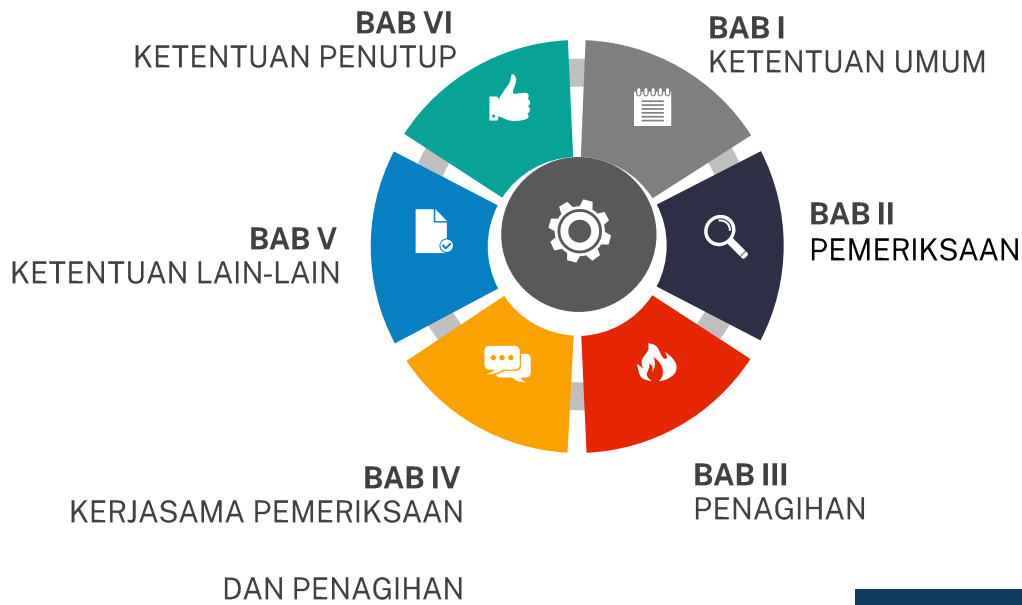 BAB VI
KETENTUAN PENUTUP
BAB I
KETENTUAN UMUM
BAB II
PEMERIKSAAN
BAB V
KETENTUAN LAIN-LAIN
BAB III
PENAGIHAN
BAB IV
KERJASAMA PEMERIKSAAN
DAN PENAGIHAN